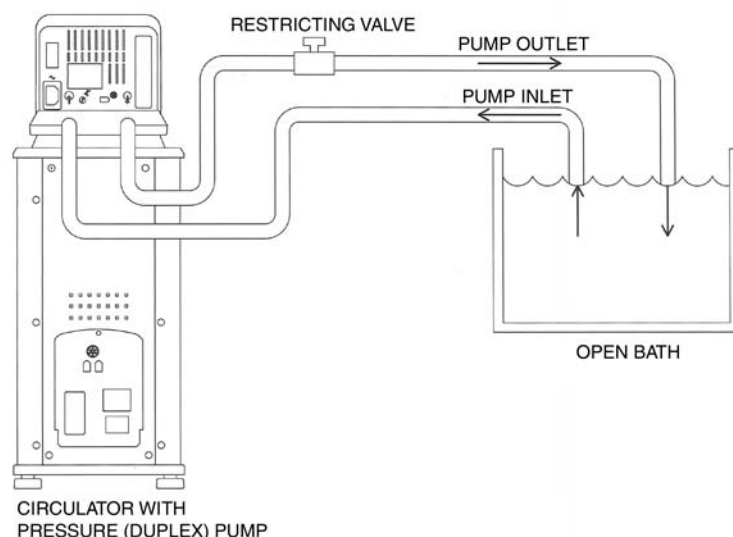 RESTRICTING VALVE
PUMP OUTLET
PUMP INLET
OPEN BATH
CIRCULATOR WITH
PRESSURE (DUPLEX) PUMP